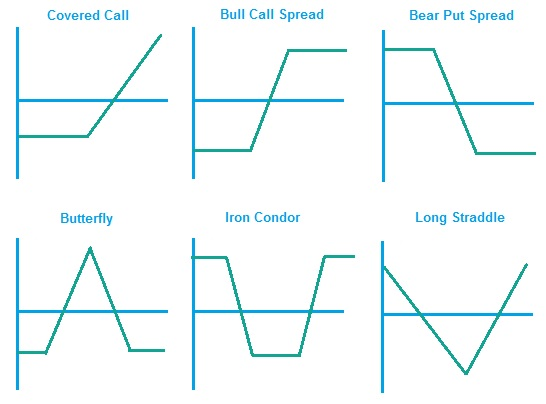 Covered Call
Bull Call Spread
Bear Put Spread
Butterfly
Iron Condor
Long Straddle